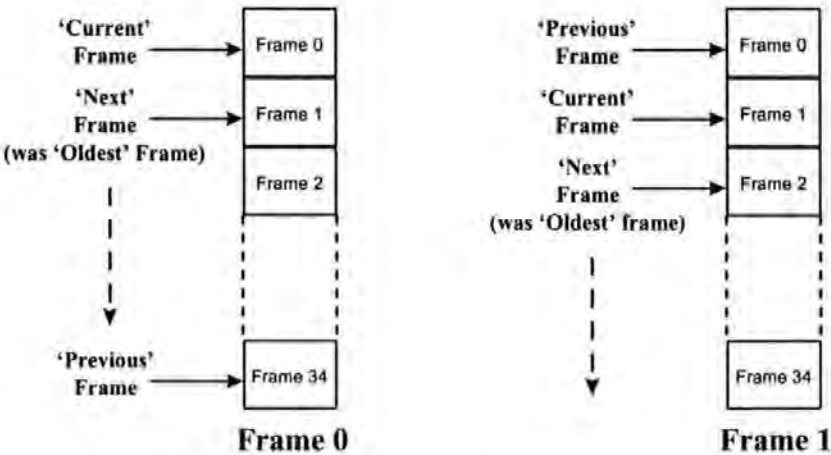 'Current'
Frame
Frame 0
'Next'
Frame
(was 'Oldest' Frame)
Frame 1
Frame 2
'Previous'
Frame
Frame 34
Frame 0
'Previous'
Frame
Frame 0
'Current'
Frame
Frame 1
'Next'
Frame
(was 'Oldest' frame)
Frame 2
Frame 34
Frame 1